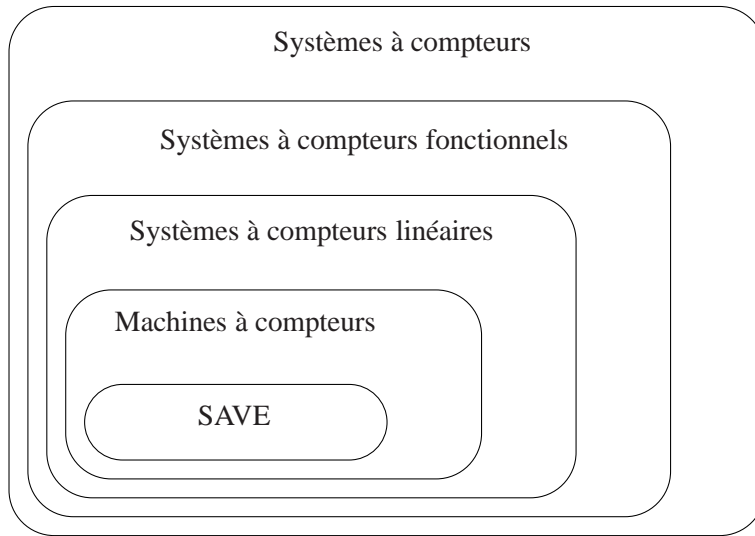 Systèmes à compteurs
Systèmes à compteurs fonctionnels
Systèmes à compteurs linéaires
Machines à compteurs
SAVE